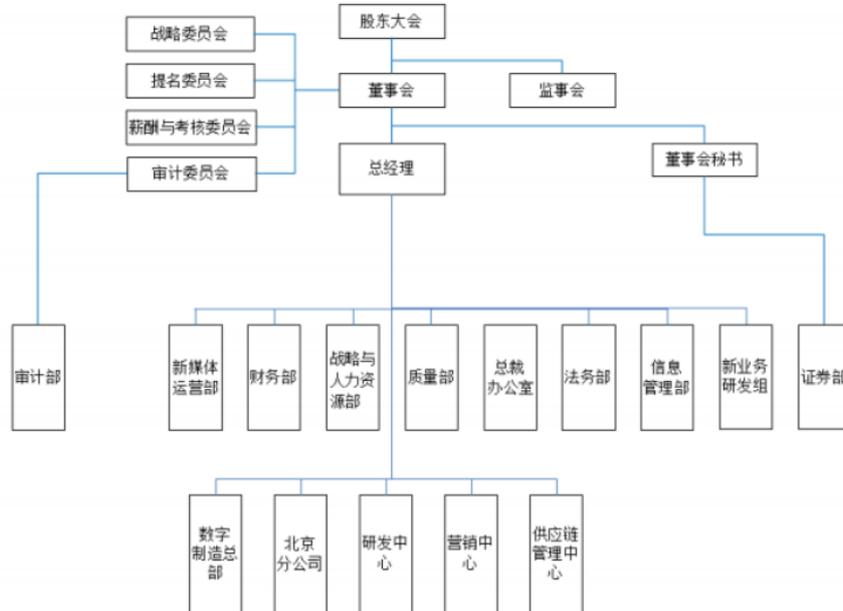 股东大会
战略委员会
提名委员会
董事会
监事会
薪酬与考核委员会
总经理
董事会秘书
审计委员会
审计部
新媒体
运营部
财务部
战略与
人力资
源部
质量部
总裁
办公室
法务部
信息
管理部
新业务
研发组
证券部
数字
制造总
部
北京
分公司
研发中
心
营销中
心
供应链
管理中
心